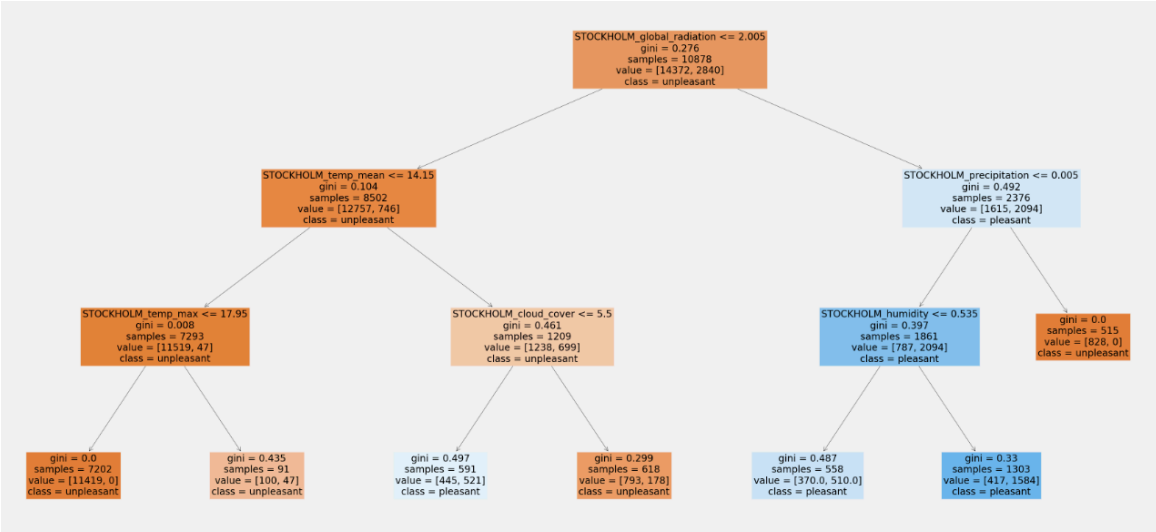 STOCKHOLM_global_radiation <= 2.005
gini = 0.276
samples = 10878
value = [14372, 2840]
class = unpleasant
STOCKHOLM_temp_mean <= 14.15
gini = 0.104
samples = 8502
value = [12757, 746]
class = unpleasant
STOCKHOLM_precipitation <= 0.005
gini = 0.492
samples = 2376
value = [1615, 2094]
class = pleasant
STOCKHOLM_temp_max <= 17.95
gini = 0.008
samples = 7293
value = [11519, 47]
class = unpleasant
STOCKHOLM_cloud_cover <= 5.5
gini = 0.461
samples = 1209
value = [1238, 699]
class = unpleasant
STOCKHOLM_humidity <= 0.535
gini = 0.397
samples = 1861
value = [787, 2094]
class = pleasant
gini = 0.0
samples = 515
value = [828, 0]
class = unpleasant
gini = 0.0
samples = 7202
value = [11419, 0]
class = unpleasant
gini = 0.435
samples = 91
value = [100, 47]
class = unpleasant
gini = 0.497
samples = 591
value = [445, 521]
class = pleasant
gini = 0.299
samples = 618
value = [793, 178]
class = unpleasant
gini = 0.487
samples = 558
value = [370.0, 510.0]
class = pleasant
gini = 0.33
samples = 1303
value = [417, 1584]
class = pleasant